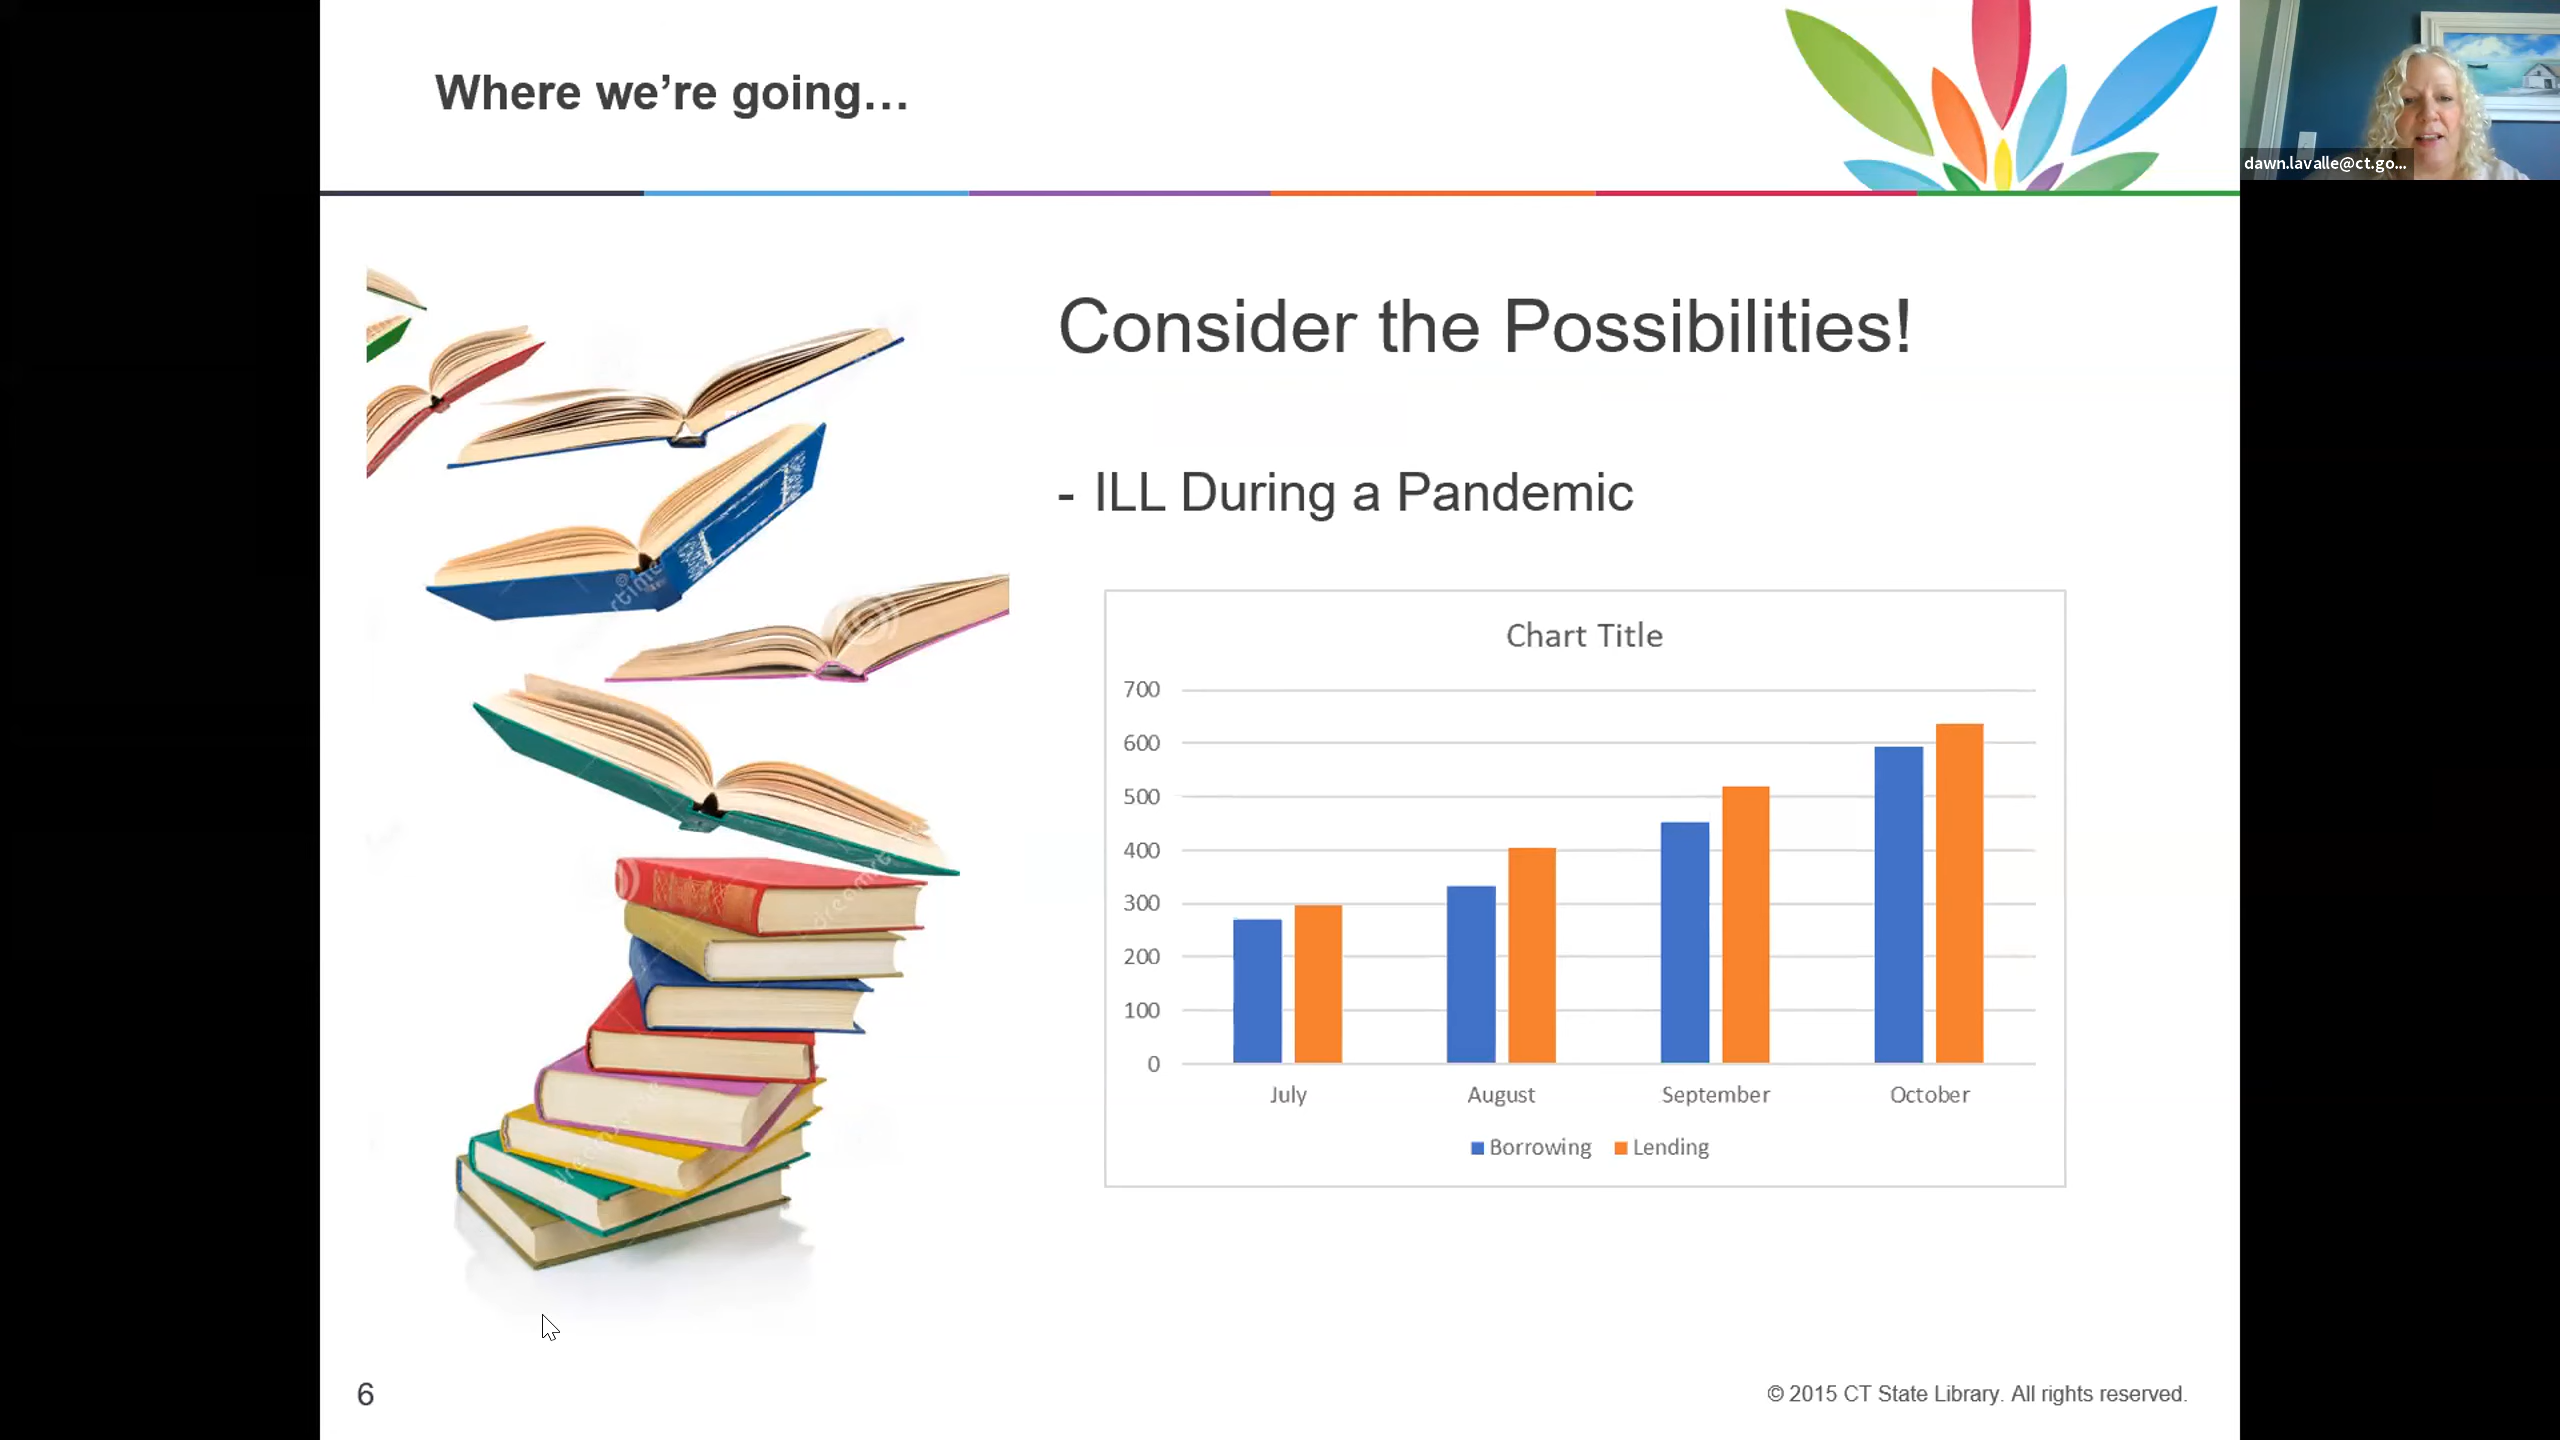 Where we’re going…
dawn.lavalle@ct.go...
Consider the Possibilities!
- ILL During a Pandemic
Chart Title
700
600
500
400
300
200
100
0
July August September October
Borrowing Lending
6
© 2015 CT State Library. All rights reserved.